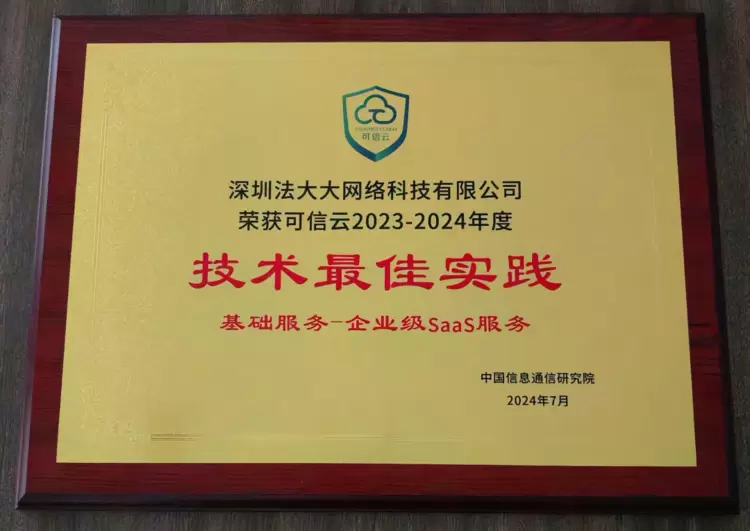 可信云
深圳法大大网络科技有限公司
荣获可信云2023-2024年度
技术最佳实践
基础服务-企业级SaaS服务
中国信息通信研究院
2024年7月